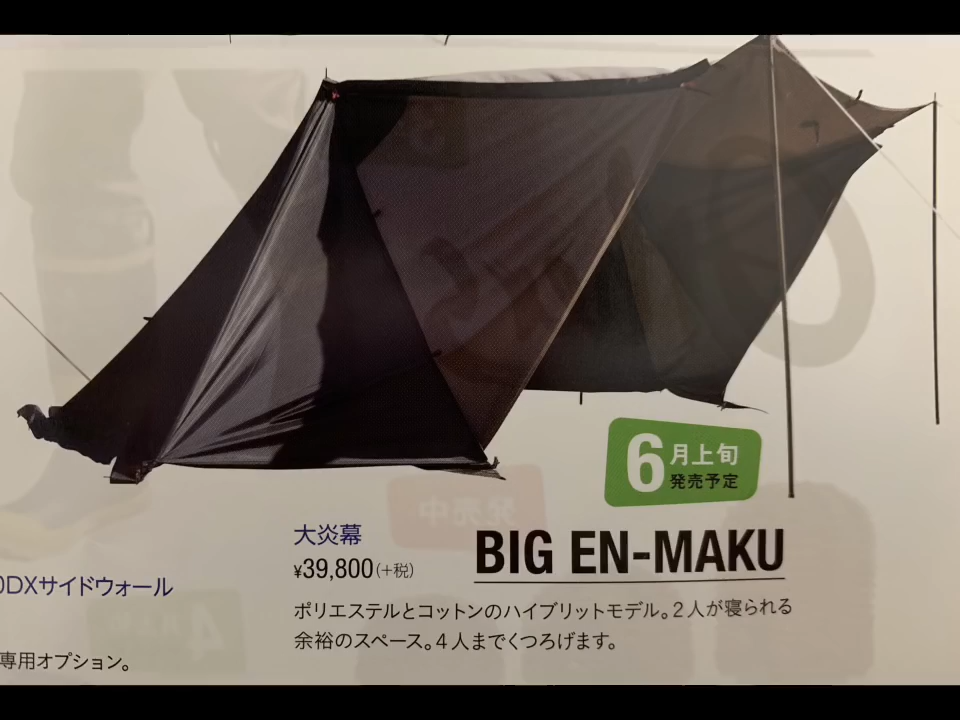 6月上旬
発売予定
大炎幕
¥39,800(+税)
BIG EN-MAKU
ポリエステルとコットンのハイブリットモデル。2人が寝られる
余裕のスペース。4人までくつろげます。
0DXサイドウォール
専用オプション。